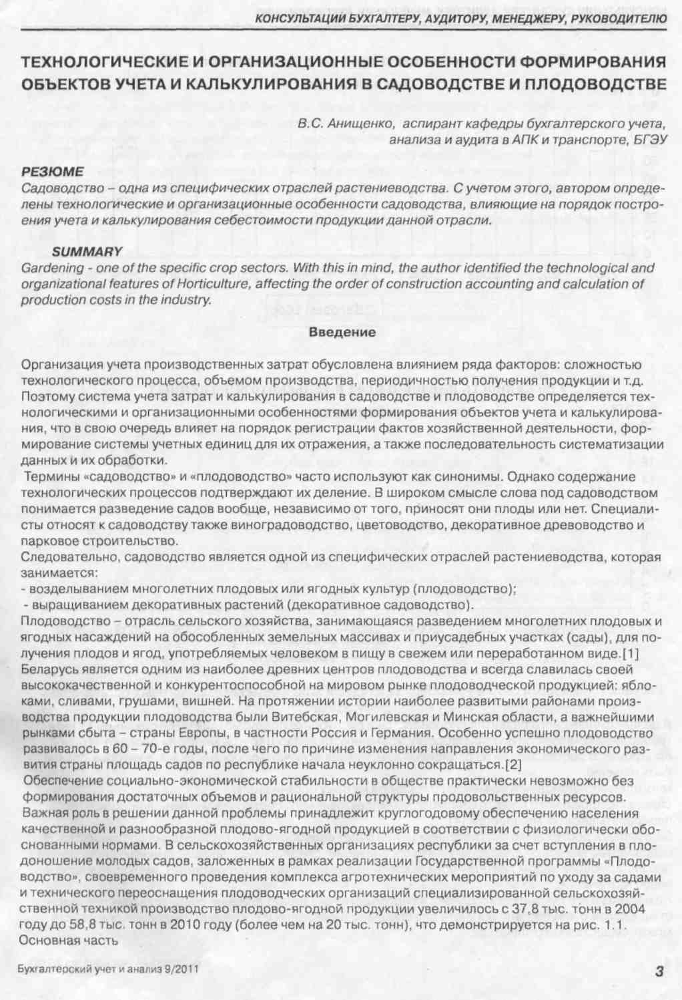 КОНСУЛЬТАЦИИ БУХГАЛТЕРУ, АУДИТОРУ, МЕНЕДЖЕРУ, РУКОВОДИТЕЛЮ
ТЕХНОЛОГИЧЕСКИЕ И ОРГАНИЗАЦИОННЫЕ ОСОБЕННОСТИ ФОРМИРОВАНИЯ
ОБЪЕКТОВ УЧЕТА И КАЛЬКУЛИРОВАНИЯ В САДОВОДСТВЕ И ПЛОДОВОДСТВЕ
В.С. Анищенко, аспирант кафедры бухгалтерского учета,
анализа и аудита в АПК и транспорте, БГЭУ
РЕЗЮМЕ
Садоводство – одна из специфических отраслей растениеводства. С учетом этого, автором опреде-
лены технологические и организационные особенности садоводства, влияющие на порядок постро-
ения учета и калькулирования себестоимости продукции данной отрасли.
SUMMARY
Gardening - one of the specific crop sectors. With this in mind, the author identified the technological and
organizational features of Horticulture, affecting the order of construction accounting and calculation of
production costs in the industry.
Введение
Организация учета производственных затрат обусловлена влиянием ряда факторов: сложностью
технологического процесса, объемом производства, периодичностью получения продукции и т.д.
Поэтому система учета затрат и калькулирования в садоводстве и плодоводстве определяется тех-
нологическими и организационными особенностями формирования объектов учета и калькулирова-
ния, что в свою очередь влияет на порядок регистрации фактов хозяйственной деятельности, фор-
мирование системы учетных единиц для их отражения, а также последовательность систематизации
данных и их обработки.
Термины «садоводство» и «плодоводство» часто используют как синонимы. Однако содержание
технологических процессов подтверждают их деление. В широком смысле слова под садоводством
понимается разведение садов вообще, независимо от того, приносят они плоды или нет. Специали-
сты относят к садоводству также виноградоводство, цветоводство, декоративное древоводство и
парковое строительство.
Следовательно, садоводство является одной из специфических отраслей растениеводства, которая
занимается:
- возделыванием многолетних плодовых или ягодных культур (плодоводство);
- выращиванием декоративных растений (декоративное садоводство).
Плодоводство – отрасль сельского хозяйства, занимающаяся разведением многолетних плодовых и
ягодных насаждений на обособленных земельных массивах и приусадебных участках (сады), для по-
лучения плодов и ягод, употребляемых человеком в пищу в свежем или переработанном виде.[1]
Беларусь является одним из наиболее древних центров плодоводства и всегда славилась своей
высококачественной и конкурентоспособной на мировом рынке плодоводческой продукцией: ябло-
ками, сливами, грушами, вишней. На протяжении истории наиболее развитыми районами произ-
водства продукции плодоводства были Витебская, Могилевская и Минская области, а важнейшими
рынками сбыта – страны Европы, в частности Россия и Германия. Особенно успешно плодоводство
развивалось в 60 – 70-е годы, после чего по причине изменения направления экономического раз-
вития страны площадь садов по республике начала неуклонно сокращаться.[2]
Обеспечение социально-экономической стабильности в обществе практически невозможно без
формирования достаточных объемов и рациональной структуры продовольственных ресурсов.
Важная роль в решении данной проблемы принадлежит круглогодовому обеспечению населения
качественной и разнообразной плодово-ягодной продукцией в соответствии с физиологически обо-
снованными нормами. В сельскохозяйственных организациях республики за счет вступления в пло-
доношение молодых садов, заложенных в рамках реализации Государственной программы «Плодо-
водство», своевременного проведения комплекса агротехнических мероприятий по уходу за садами
и технического переоснащения плодоводческих организаций специализированной сельскохозяй-
ственной техникой производство плодово-ягодной продукции увеличилось с 37,8 тыс. тонн в 2004
году до 58,8 тыс. тонн в 2010 году (более чем на 20 тыс. тонн), что демонстрируется на рис. 1.1.
Основная часть
Бухгалтерский учет и анализ 9/2011
3